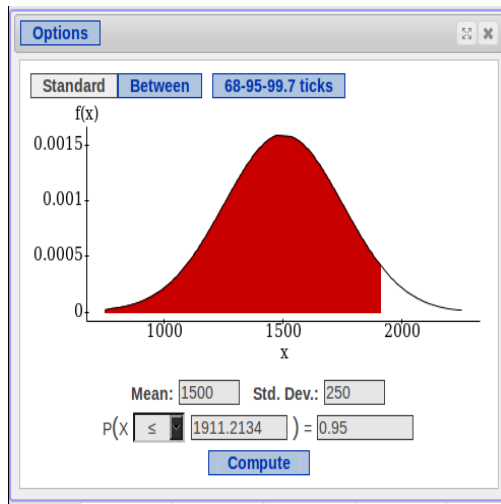 Options
Standard Between 68-95-99.7 ticks
f(x)
0.0015
0.001
0.0005
0
1000 1500 2000
x
Mean: 1500 Std. Dev.: 250
P(X ≤ 1911.2134 ) = 0.95
Compute